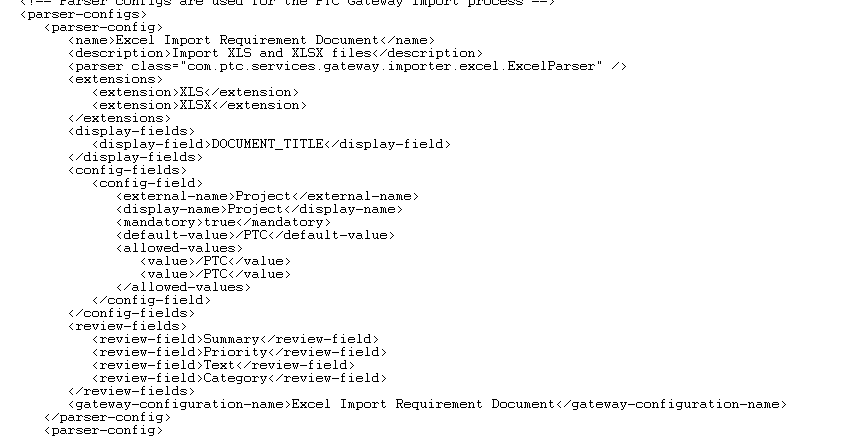 <!-- Parser configs are used for the PTC Gateway Import process -->
<parser-configs>
<parser-config>
<name>Excel Import Requirement Document</name>
<description>Import XLS and XLSX files</description>
<parser class="com.ptc.services.gateway.importer.excel.ExcelParser" />
<extensions>
<extension>XLS</extension>
<extension>XLSX</extension>
</extensions>
<display-fields>
<display-field>DOCUMENT_TITLE</display-field>
</display-fields>
<config-fields>
<config-field>
<external-name>Project</external-name>
<display-name>Project</display-name>
<mandatory>true</mandatory>
<default-value>/PTC</default-value>
<allowed-values>
<value>/PTC</value>
<value>/PTC</value>
</allowed-values>
</config-field>
</config-fields>
<review-fields>
<review-field>Summary</review-field>
<review-field>Priority</review-field>
<review-field>Text</review-field>
<review-field>Category</review-field>
</review-fields>
<gateway-configuration-name>Excel Import Requirement Document</gateway-configuration-name>
</parser-config>
<parser-config>